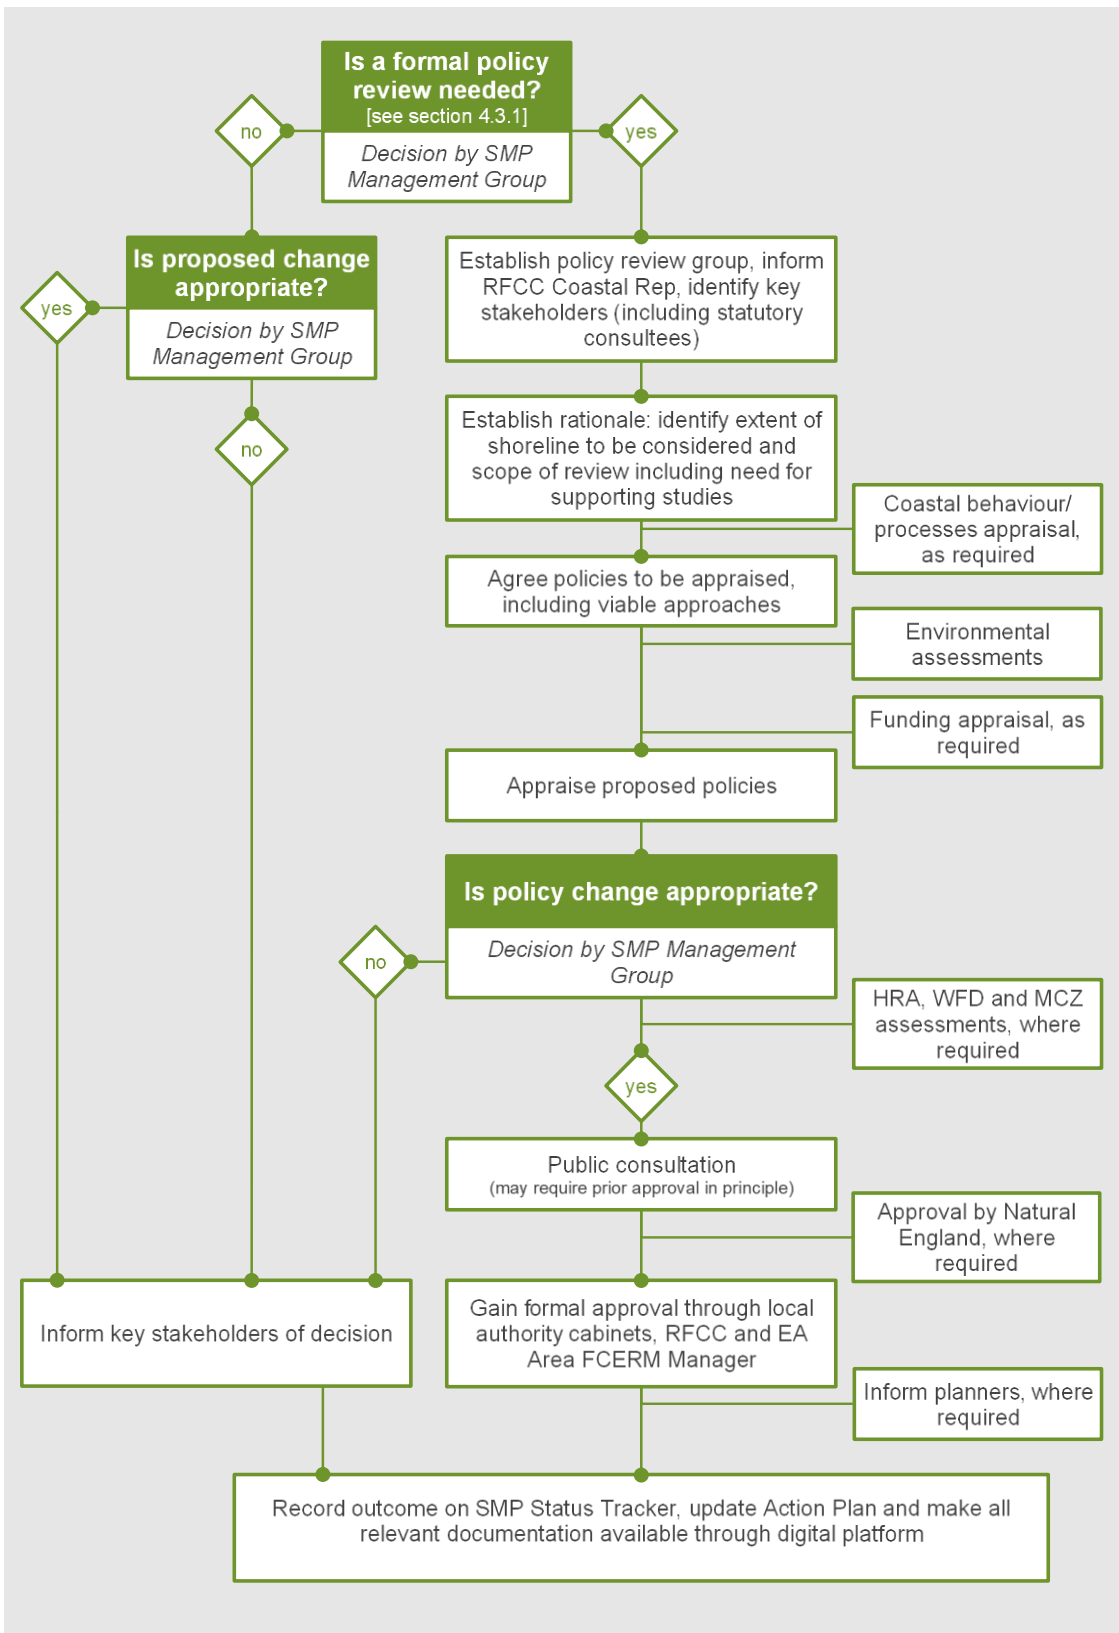 Is a formal policy
review needed?
[see section 4.3.1]
Decision by SMP
Management Group
no
yes
Is proposed change
appropriate?
Decision by SMP
Management Group
yes
no
Establish policy review group, inform
RFCC Coastal Rep, identify key
stakeholders (including statutory
consultees)
Establish rationale: identify extent of
shoreline to be considered and
scope of review including need for
supporting studies
Coastal behaviour/
processes appraisal,
as required
Agree policies to be appraised,
including viable approaches
Environmental
assessments
Funding appraisal, as
required
Appraise proposed policies
Is policy change appropriate?
Decision by SMP Management
Group
no
HRA, WFD and MCZ
assessments, where
required
yes
Public consultation
(may require prior approval in principle)
Approval by Natural
England, where
required
Inform key stakeholders of decision
Gain formal approval through local
authority cabinets, RFCC and EA
Area FCERM Manager
Inform planners, where
required
Record outcome on SMP Status Tracker, update Action Plan and make all
relevant documentation available through digital platform